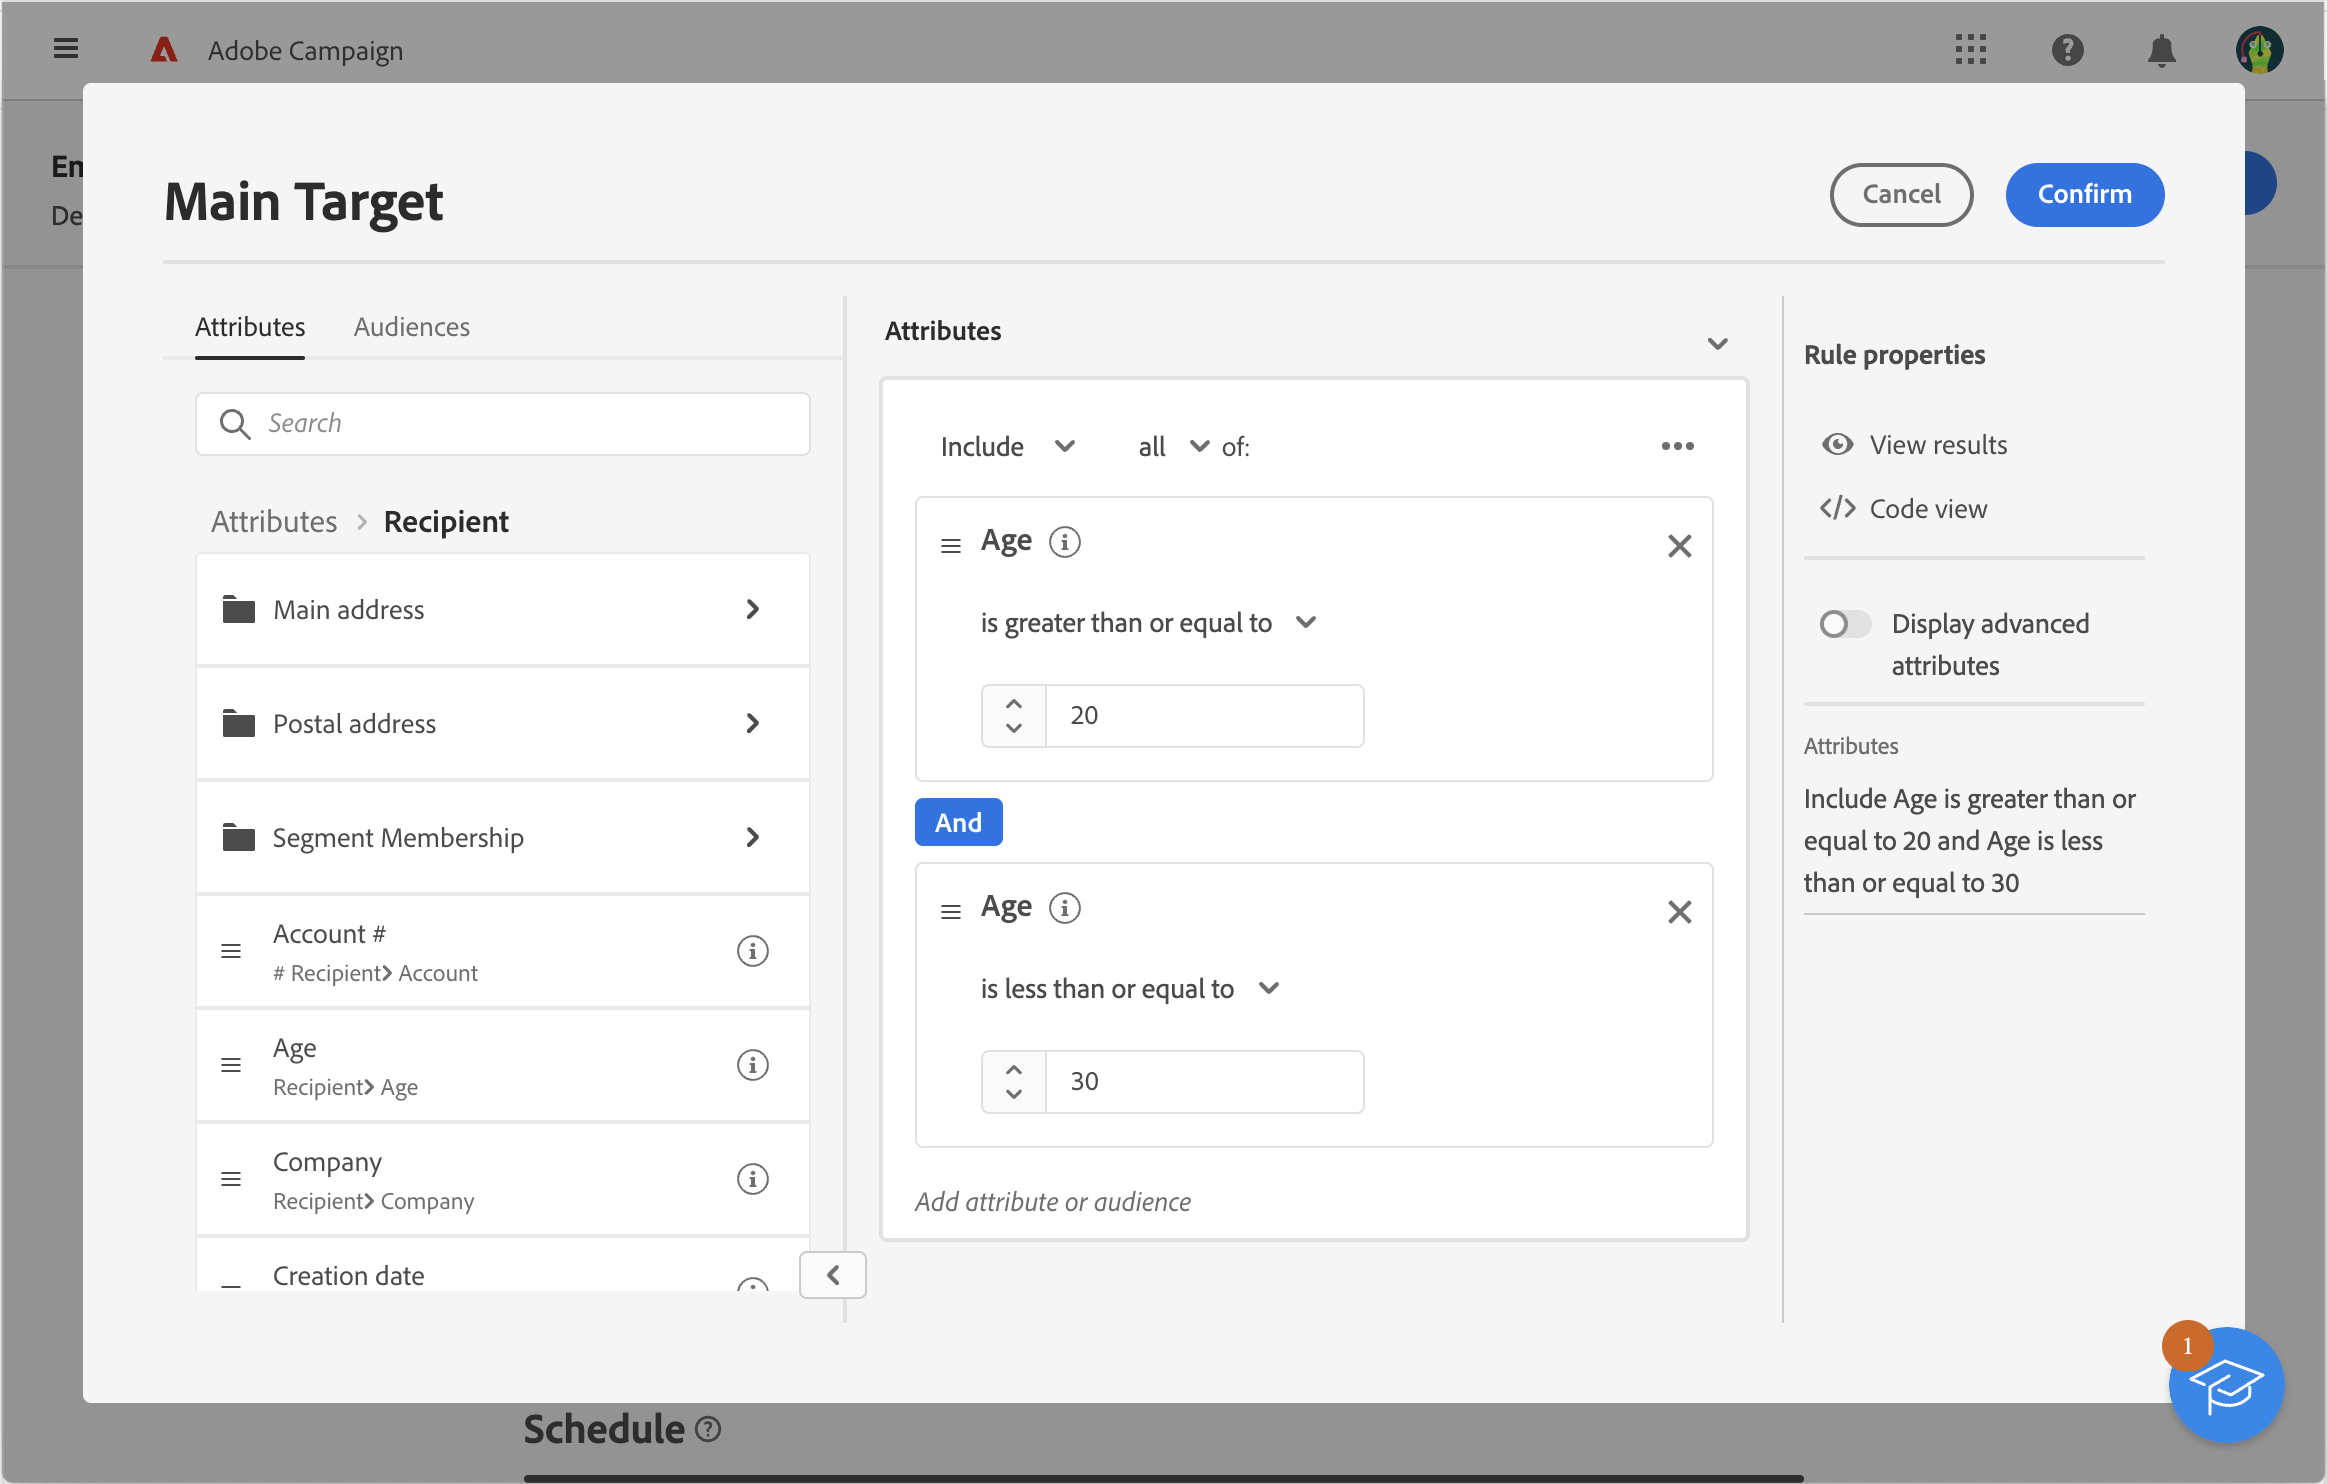 Adobe Campaign
En
De
Main Target
Cancel
Confirm
Attributes
Audiences
Search
Attributes > Recipient
Main address
Postal address
Segment Membership
Account #
# Recipient> Account
Age
Recipient> Age
Company
Recipient> Company
Creation date
Attributes
Include all of:
Age
is greater than or equal to
20
And
Age
is less than or equal to
30
Add attribute or audience
Rule properties
View results
</> Code view
Display advanced
attributes
Attributes
Include Age is greater than or
equal to 20 and Age is less
than or equal to 30
1
Schedule